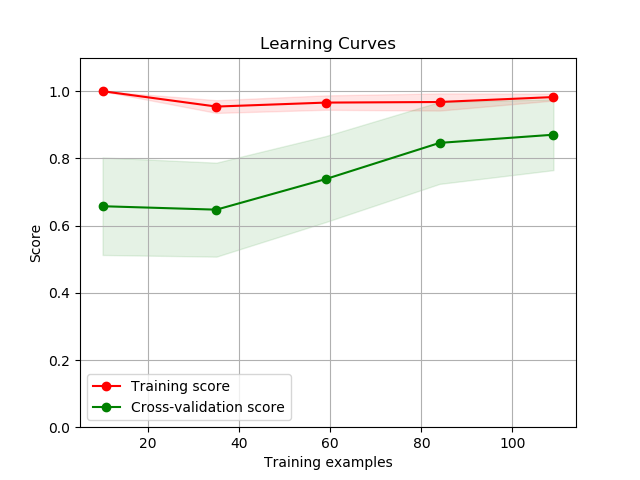 Learning Curves
1.0
0.8
0.6
0.4
0.2
0.0
Score
Training score
Cross-validation score
20 40 60 80 100
Training examples